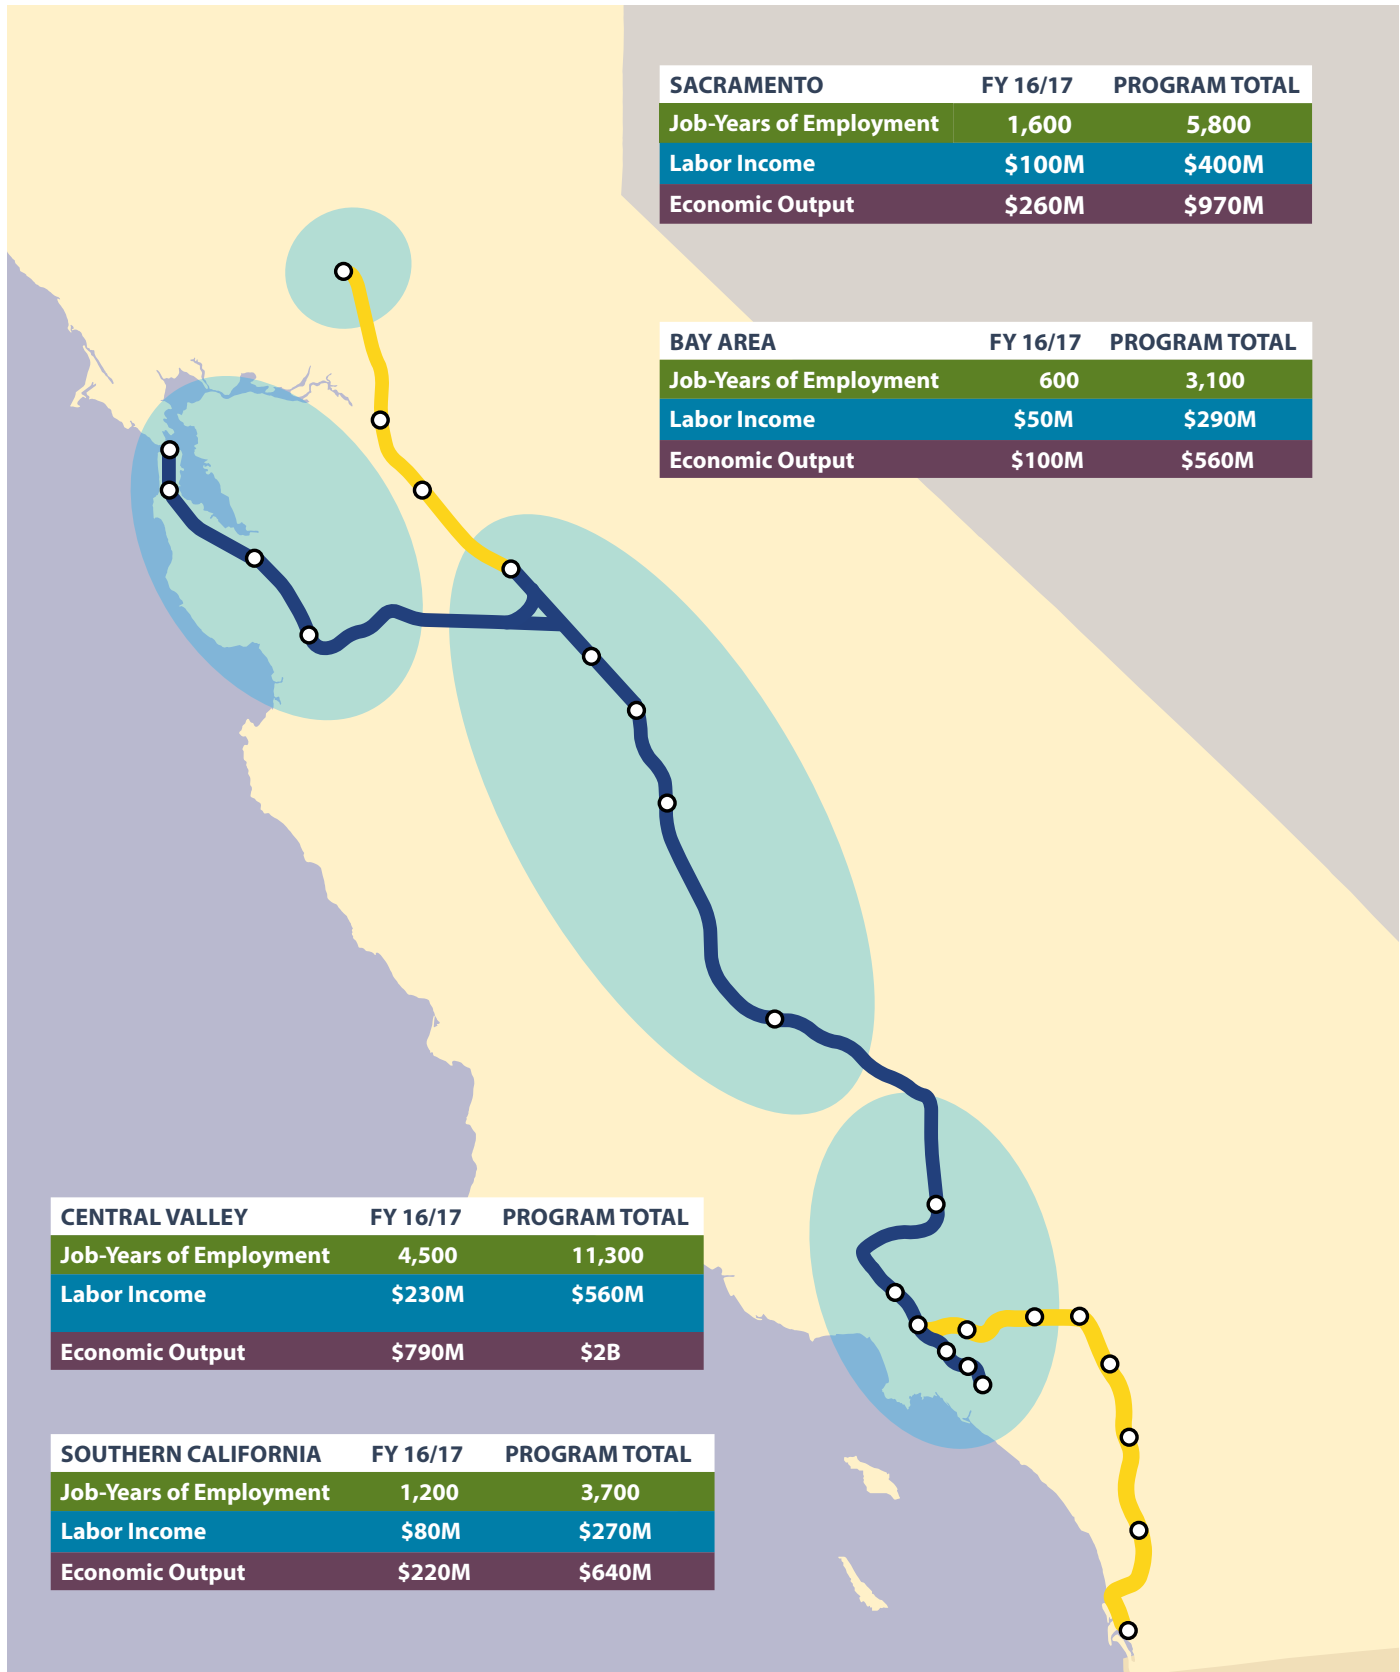 SACRAMENTO FY 16/17 PROGRAM TOTAL
Job-Years of Employment 1,600 5,800
Labor Income $100M $400M
Economic Output $260M $970M
BAY AREA FY 16/17 PROGRAM TOTAL
Job-Years of Employment 600 3,100
Labor Income $50M $290M
Economic Output $100M $560M
CENTRAL VALLEY FY 16/17 PROGRAM TOTAL
Job-Years of Employment 4,500 11,300
Labor Income $230M $560M
Economic Output $790M $2B
SOUTHERN CALIFORNIA FY 16/17 PROGRAM TOTAL
Job-Years of Employment 1,200 3,700
Labor Income $80M $270M
Economic Output $220M $640M